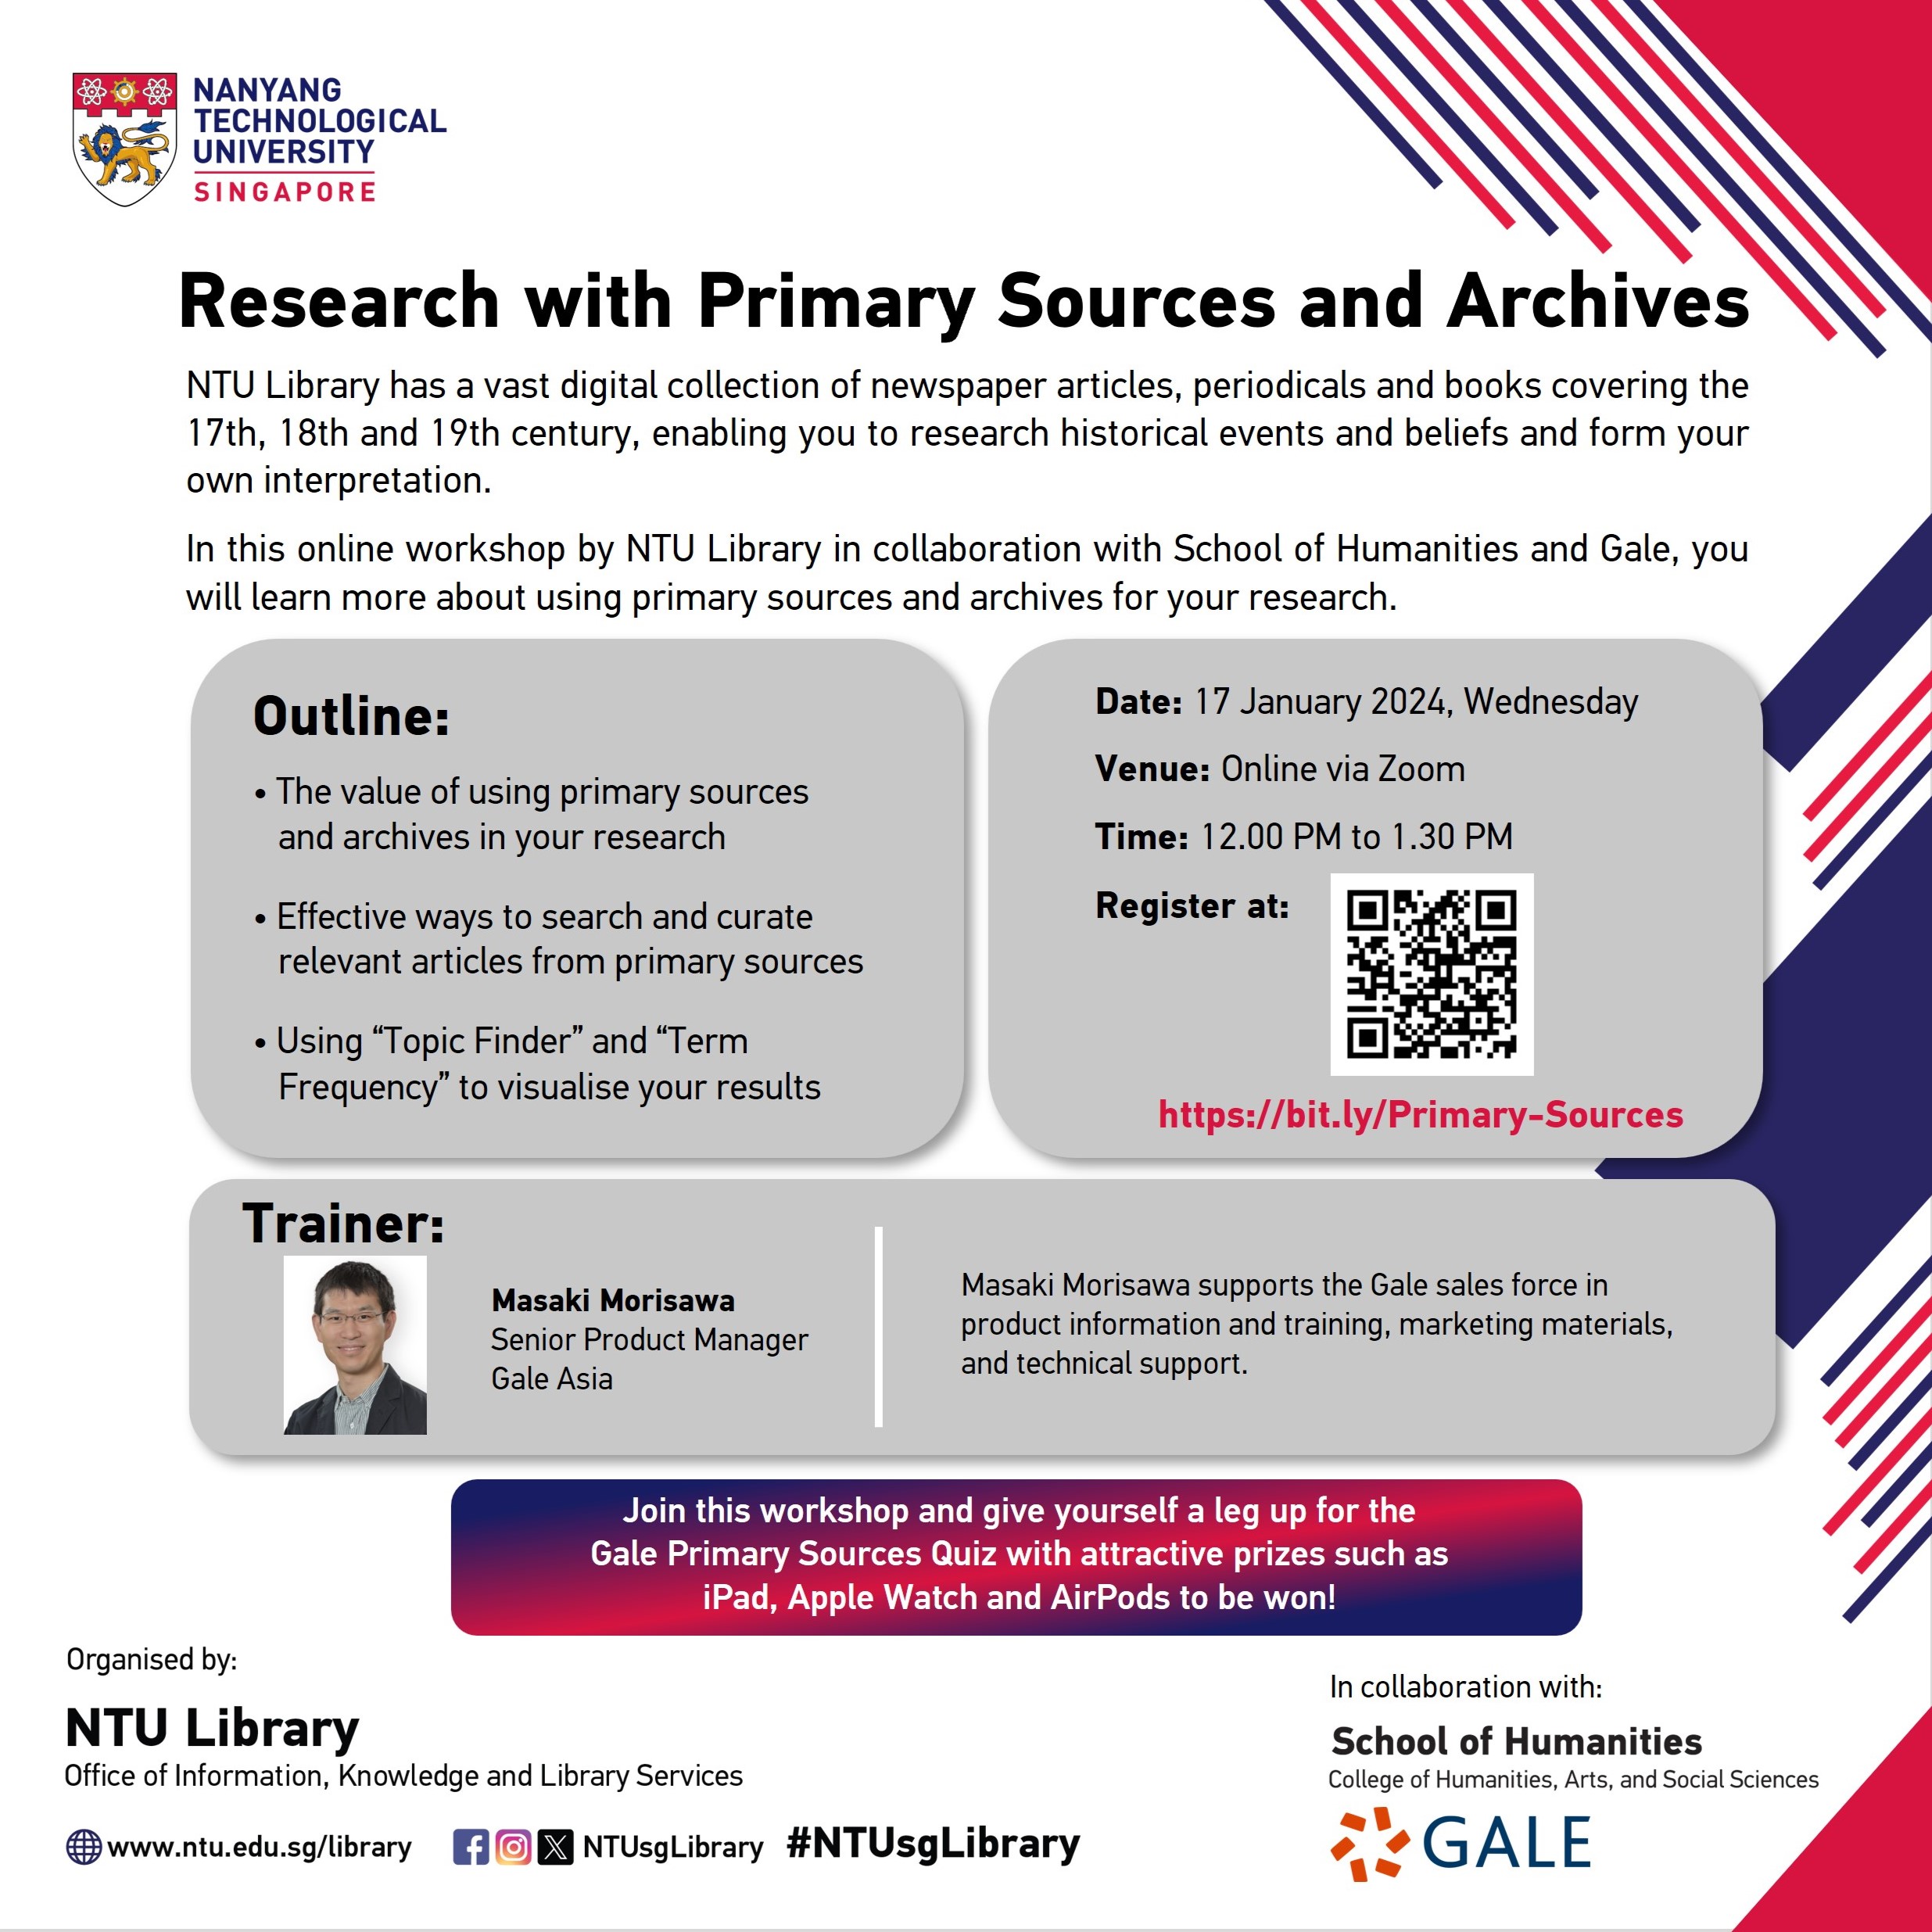 NANYANG
TECHNOLOGICAL
UNIVERSITY
SINGAPORE
Research with Primary Sources and Archives
NTU Library has a vast digital collection of newspaper articles, periodicals and books covering the
17th, 18th and 19th century, enabling you to research historical events and beliefs and form your
own interpretation.
In this online workshop by NTU Library in collaboration with School of Humanities and Gale, you
will learn more about using primary sources and archives for your research.
Outline:
• The value of using primary sources
and archives in your research
• Effective ways to search and curate
relevant articles from primary sources
• Using “Topic Finder” and “Term
Frequency” to visualise your results
Date: 17 January 2024, Wednesday
Venue: Online via Zoom
Time: 12.00 PM to 1.30 PM
Register at:
https://bit.ly/Primary-Sources
Trainer:
Masaki Morisawa
Senior Product Manager
Gale Asia
Masaki Morisawa supports the Gale sales force in
product information and training, marketing materials,
and technical support.
Join this workshop and give yourself a leg up for the
Gale Primary Sources Quiz with attractive prizes such as
iPad, Apple Watch and AirPods to be won!
Organised by:
NTU Library
Office of Information, Knowledge and Library Services
www.ntu.edu.sg/library NTUsgLibrary #NTUsgLibrary
In collaboration with:
School of Humanities
College of Humanities, Arts, and Social Sciences
GALE